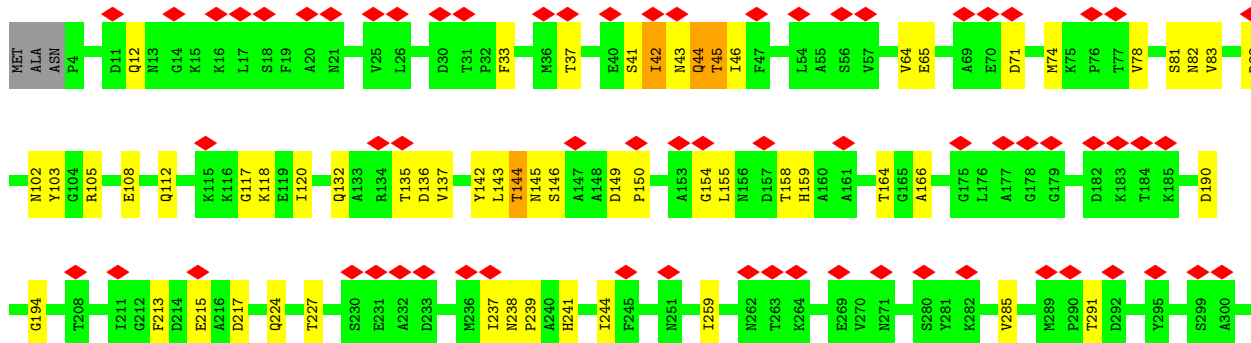 MET ALA ASN P4 D11 Q12 N13 G14 K15 K16 L17 S18 F19 A20 N21 V25 L26 D30 T31 P32 F33 M36 T37 E40 S41 I42 N43 Q44 T45 I46 F47 L54 A55 S56 V57 V64 E65 A69 E70 D71 M74 K75 P76 T77 V78 S81 N82 V83
N102 Y103 G104 R105 E108 Q112 K115 K116 G117 K118 E119 I120 Q132 A133 R134 T135 D136 V137 Y142 L143 T144 N145 S146 A147 A148 D149 P150 A153 G154 L155 N156 D157 T158 H159 A160 A161 T164 G165 A166 G175 L176 A177 G178 G179 D182 K183 T184 K185 D190
G194 T208 I211 G212 F213 D214 E215 A216 D217 Q224 T227 S230 E231 A232 D233 M236 I237 N238 P239 A240 H241 I244 F245 N251 I259 N262 T263 K264 E269 V270 N271 S280 Y281 K282 V285 M289 P290 T291 D292 Y295 S299 A300